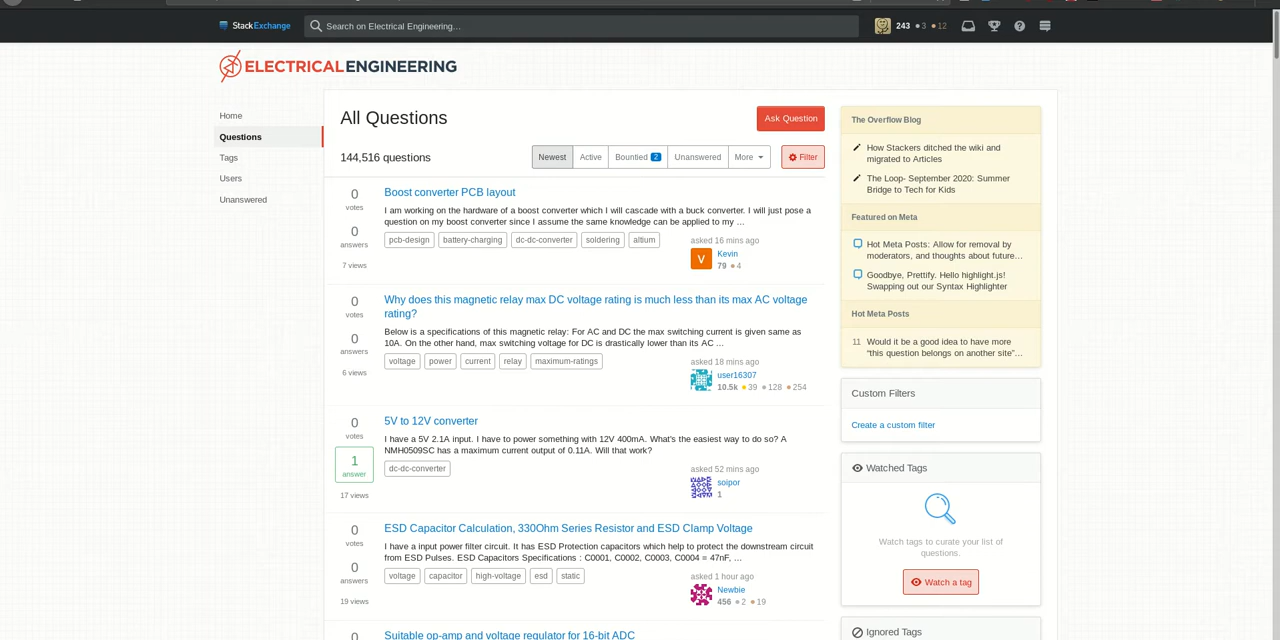 StackExchange
Search on Electrical Engineering…
243 3 12
ELECTRICAL ENGINEERING
Home
Questions
Tags
Users
Unanswered
All Questions
Ask Question
144,516 questions
Newest Active Bountied 2 Unanswered More Filter
0
votes
0
answers
7 views
Boost converter PCB layout
I am working on the hardware of a boost converter which I will cascade with a buck converter. I will just pose a
question on my boost converter since I assume the same knowledge can be applied to my ...
pcb-design battery-charging dc-dc-converter soldering altium
asked 16 mins ago
V
Kevin
79 4
0
votes
0
answers
6 views
Why does this magnetic relay max DC voltage rating is much less than its max AC voltage
rating?
Below is a specifications of this magnetic relay: For AC and DC the max switching current is given same as
10A. On the other hand, max switching voltage for DC is drastically lower than its AC ...
voltage power current relay maximum-ratings
asked 18 mins ago
user16307
10.5k 39 128 254
0
votes
1
answer
17 views
5V to 12V converter
I have a 5V 2.1A input. I have to power something with 12V 400mA. What's the easiest way to do so? A
NMH0509SC has a maximum current output of 0.11A. Will that work?
dc-dc-converter
asked 52 mins ago
soipor
1
0
votes
0
answers
19 views
ESD Capacitor Calculation, 330Ohm Series Resistor and ESD Clamp Voltage
I have a input power filter circuit. It has ESD Protection capacitors which help to protect the downstream circuit
from ESD Pulses. ESD Capacitors Specifications : C0001, C0002, C0003, C0004 = 47nF, ...
voltage capacitor high-voltage esd static
asked 1 hour ago
Newbie
456 2 19
0
Suitable op-amp and voltage regulator for 16-bit ADC
The Overflow Blog
How Stackers ditched the wiki and
migrated to Articles
The Loop- September 2020: Summer
Bridge to Tech for Kids
Featured on Meta
Hot Meta Posts: Allow for removal by
moderators, and thoughts about future…
Goodbye, Prettify. Hello highlight.js!
Swapping out our Syntax Highlighter
Hot Meta Posts
11 Would it be a good idea to have more
“this question belongs on another site”…
Custom Filters
Create a custom filter
Watched Tags
Watch tags to curate your list of
questions.
Watch a tag
Ignored Tags